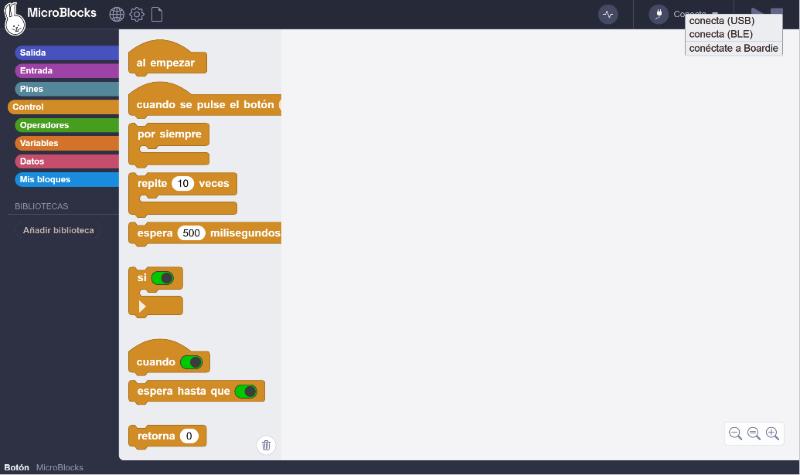 MicroBlocks
conecta (USB)
conecta (BLE)
conéctate a Boardie
Salida
Entrada
Pines
Control
Operadores
Variables
Datos
Mis bloques
BIBLIOTECAS
Añadir biblioteca
al empezar
cuando se pulse el botón (
por siempre
repite 10 veces
espera 500 milisegundos
si
cuando
espera hasta que
retorna 0
Botón MicroBlocks